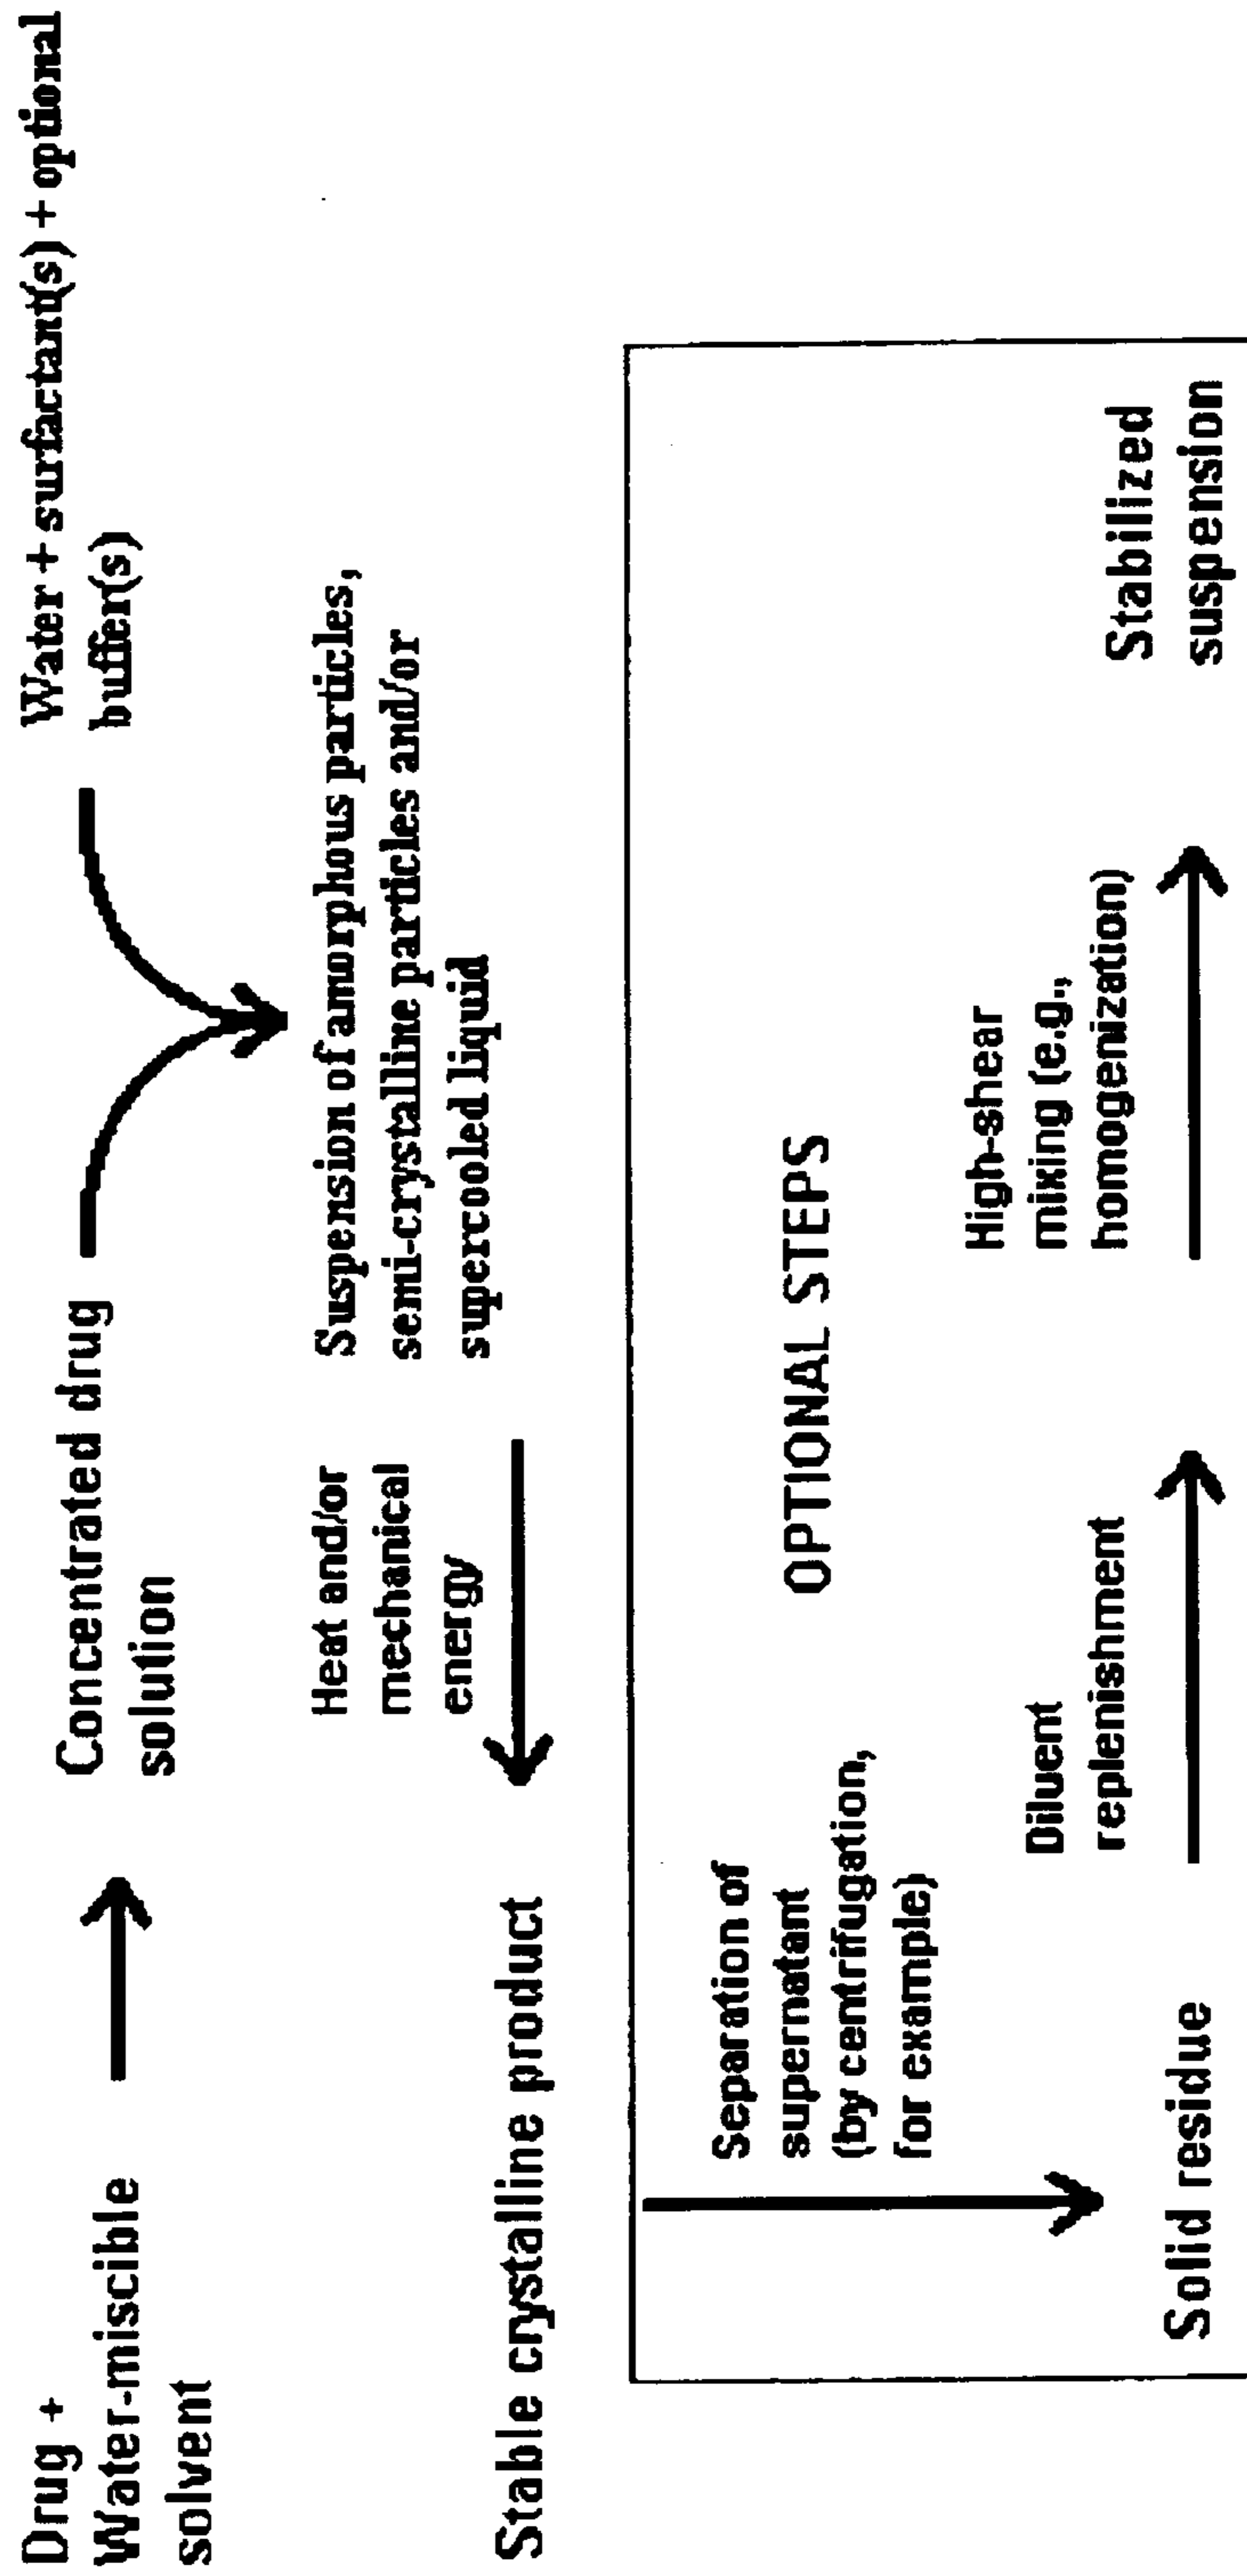 Drug +
Water-miscible
solvent
Concentrated drug
solution
Water + surfactant(s) + optional
buffer(s)
Suspension of amorphous particles,
semi-crystalline particles and/or
supercooled liquid
Heat and/or
mechanical
energy
Stable crystalline product
OPTIONAL STEPS
Separation of
supernatant
(by centrifugation,
for example)
Solid residue
Diluent
replenishment
High-shear
mixing (e.g.,
homogenization)
Stabilized
suspension